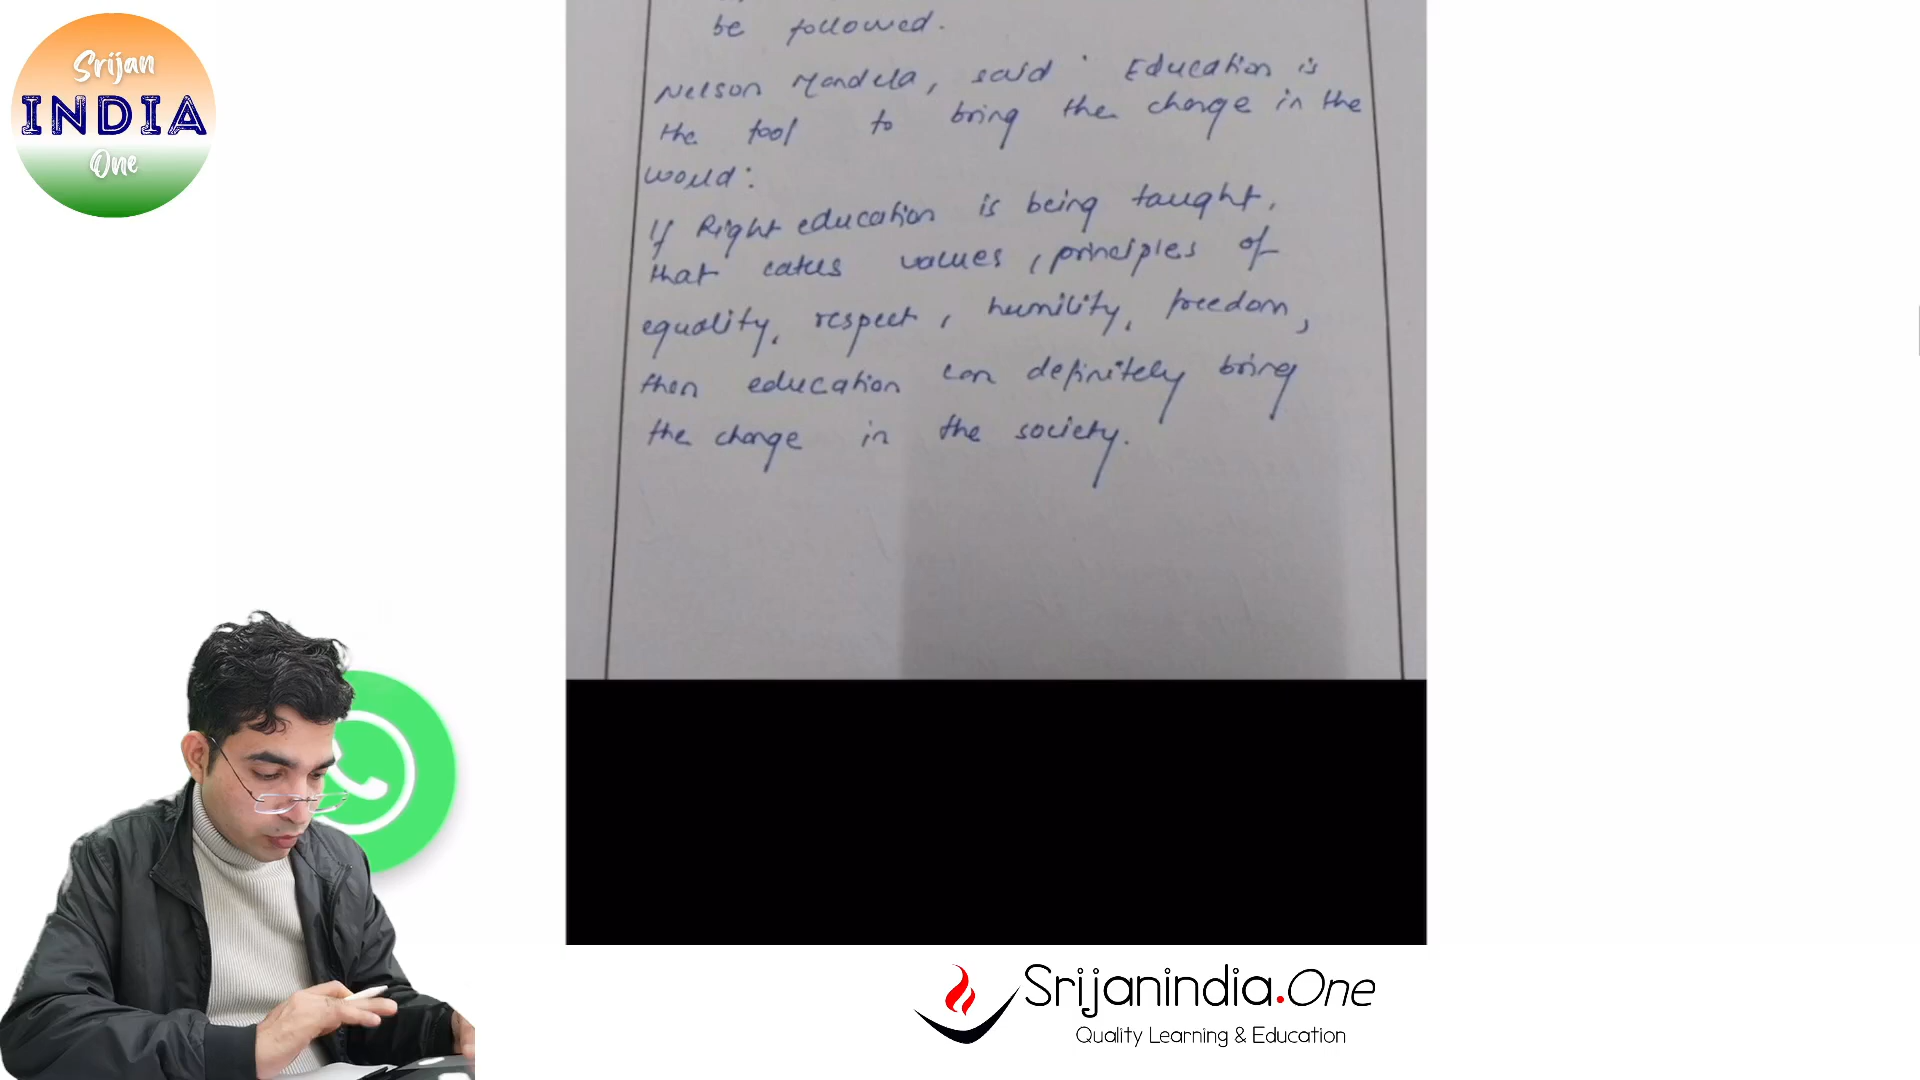 Srijan
INDIA
One
be followed.
Nelson Mandela, said " Education is
the tool to bring the change in the
world".
If Right education is being taught,
that caters values, principles of
equality, respect, humility, freedom,
then education can definitely bring
the change in the society.
Srijanindia.One
Quality Learning & Education